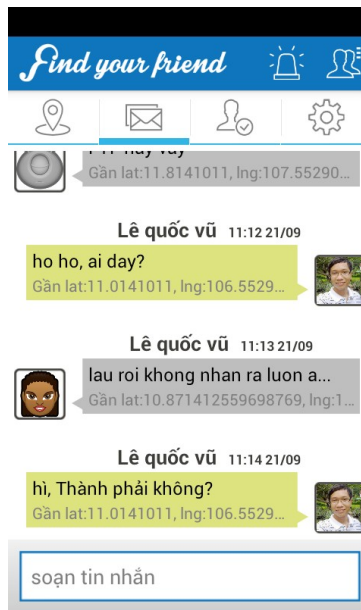 Find your friend
Gần lat:11.8141011, lng:107.55290...
Lê quốc vũ 11:12 21/09
ho ho, ai day?
Gần lat:11.0141011, lng:106.5529...
Lê quốc vũ 11:13 21/09
lau roi khong nhan ra luon a...
Gần lat:10.871412559698769, lng:1...
Lê quốc vũ 11:14 21/09
hì, Thành phải không?
Gần lat:11.0141011, lng:106.5529...
soạn tin nhắn